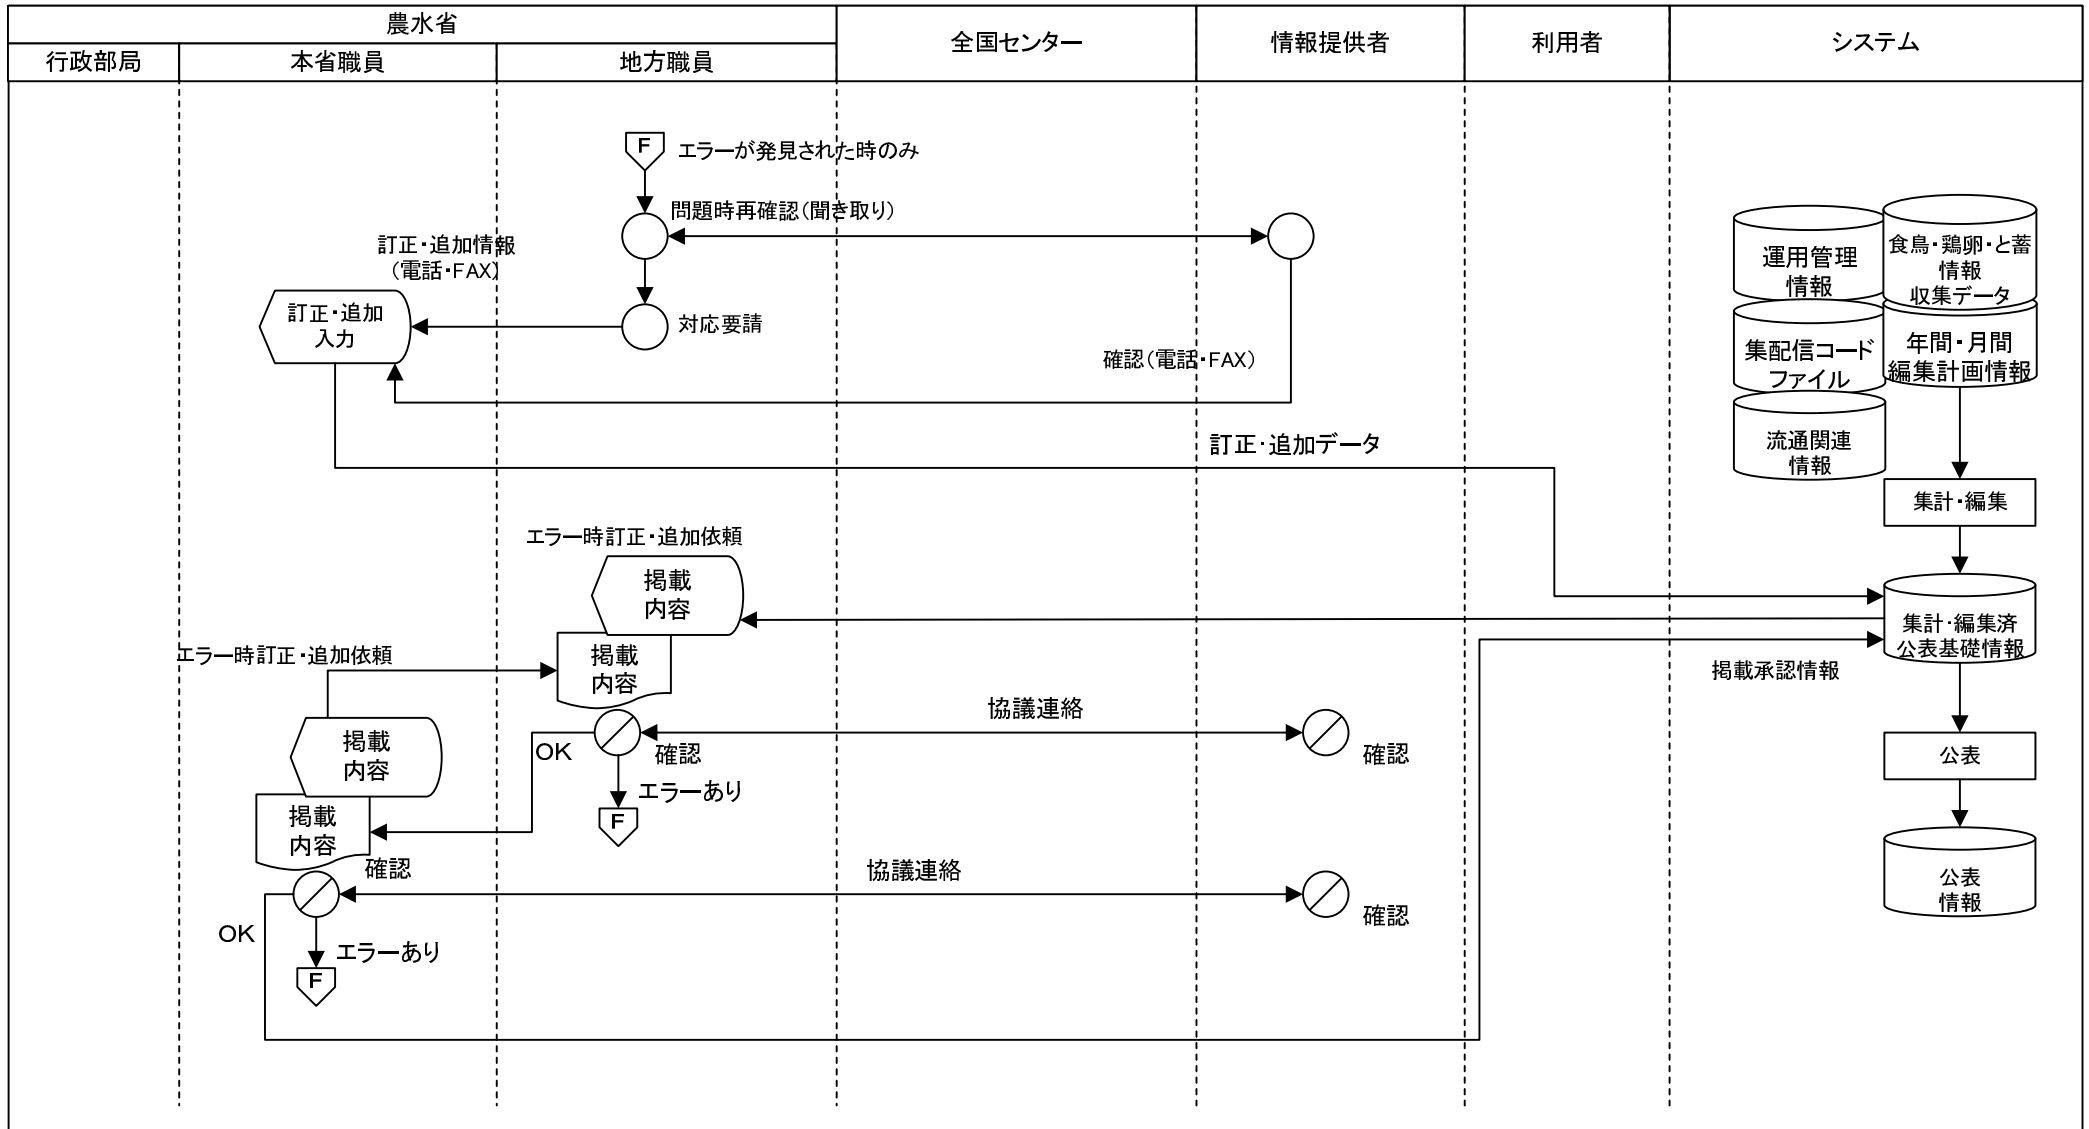 農水省
行政部局
本省職員
地方職員
全国センター
情報提供者
利用者
システム
F
エラーが発見された時のみ
問題時再確認（聞き取り）
訂正・追加情報
（電話・FAX）
訂正・追加
入力
対応要請
確認（電話・FAX）
訂正・追加データ
運用管理
情報
食鳥・鶏卵・と蓄
情報
収集データ
集配信コード
ファイル
年間・月間
編集計画情報
流通関連
情報
集計・編集
エラー時訂正・追加依頼
掲載
内容
掲載
内容
集計・編集済
公表基礎情報
掲載承認情報
エラー時訂正・追加依頼
掲載
内容
掲載
内容
OK
確認
協議連絡
確認
エラーあり
F
公表
確認
協議連絡
確認
OK
エラーあり
F
公表
情報